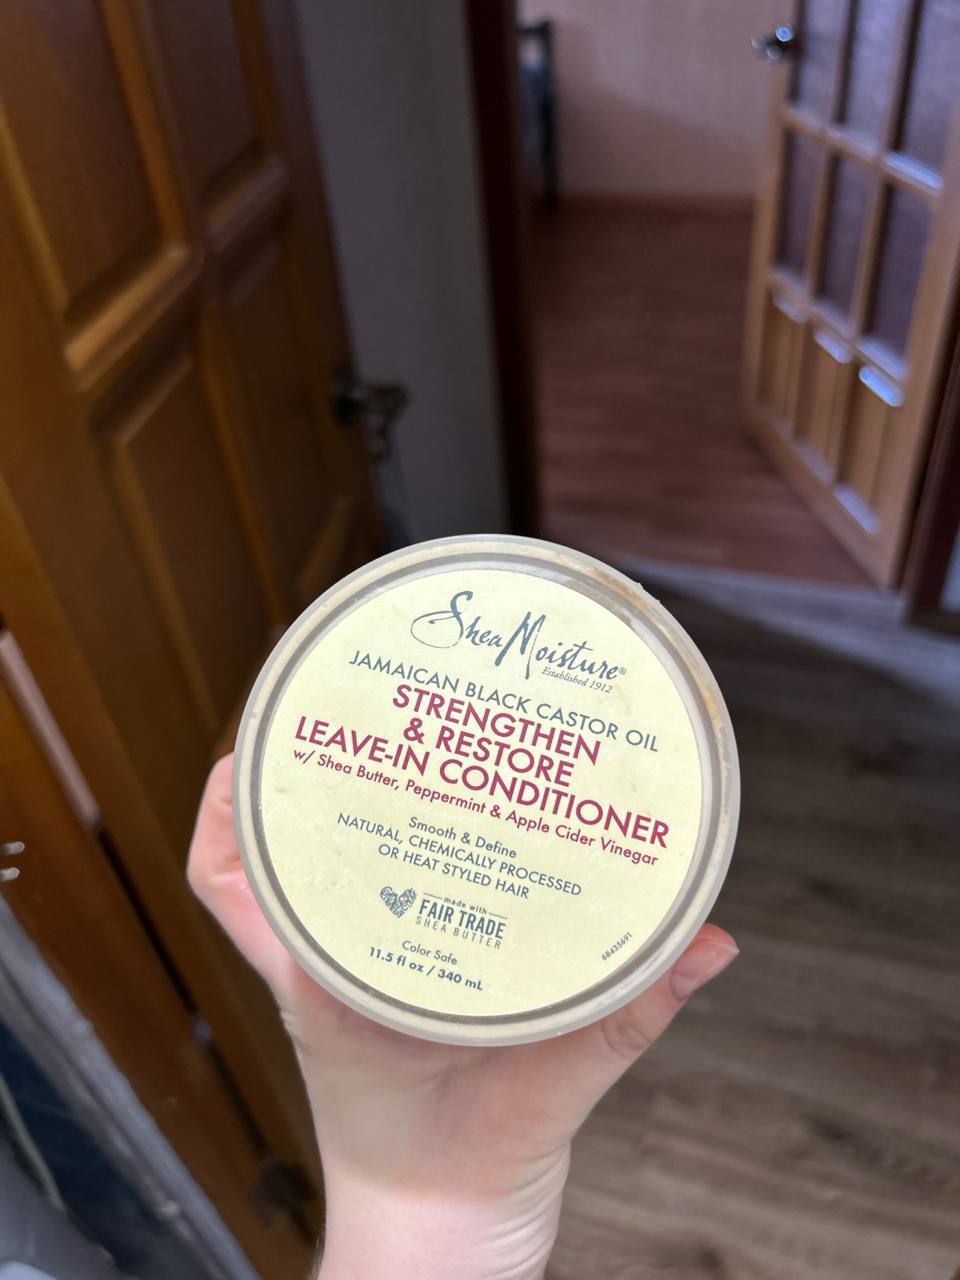 SheaMoisture®
Established 1912
JAMAICAN BLACK CASTOR OIL
STRENGTHEN
& RESTORE
LEAVE-IN CONDITIONER
w/ Shea Butter, Peppermint & Apple Cider Vinegar
Smooth & Define
NATURAL, CHEMICALLY PROCESSED
OR HEAT STYLED HAIR
made with
FAIR TRADE
SHEA BUTTER
Color Safe
11.5 fl oz / 340 mL
68435691